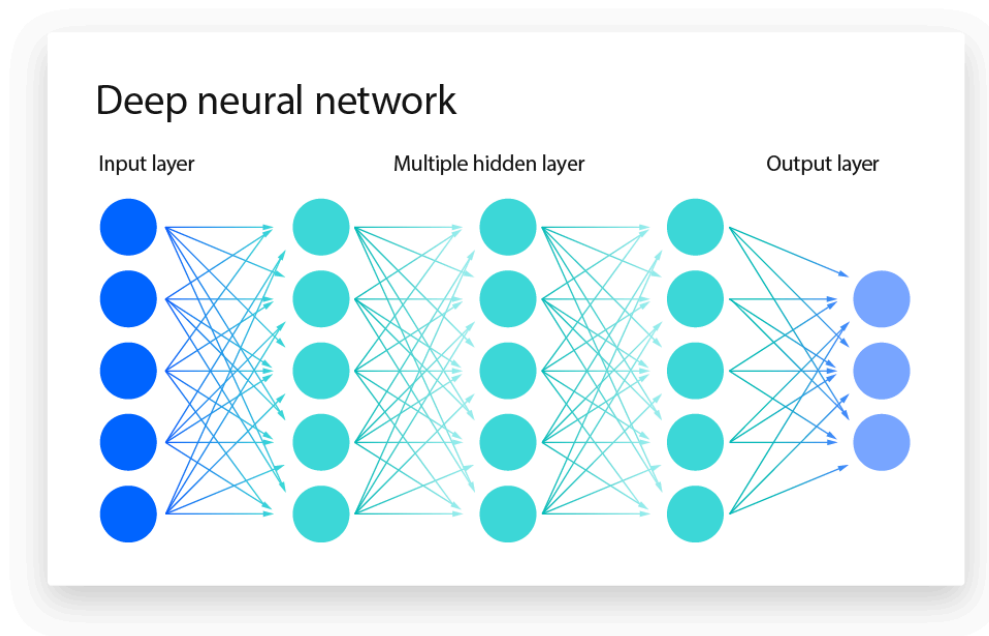 Deep neural network
Input layer
Multiple hidden layer
Output layer